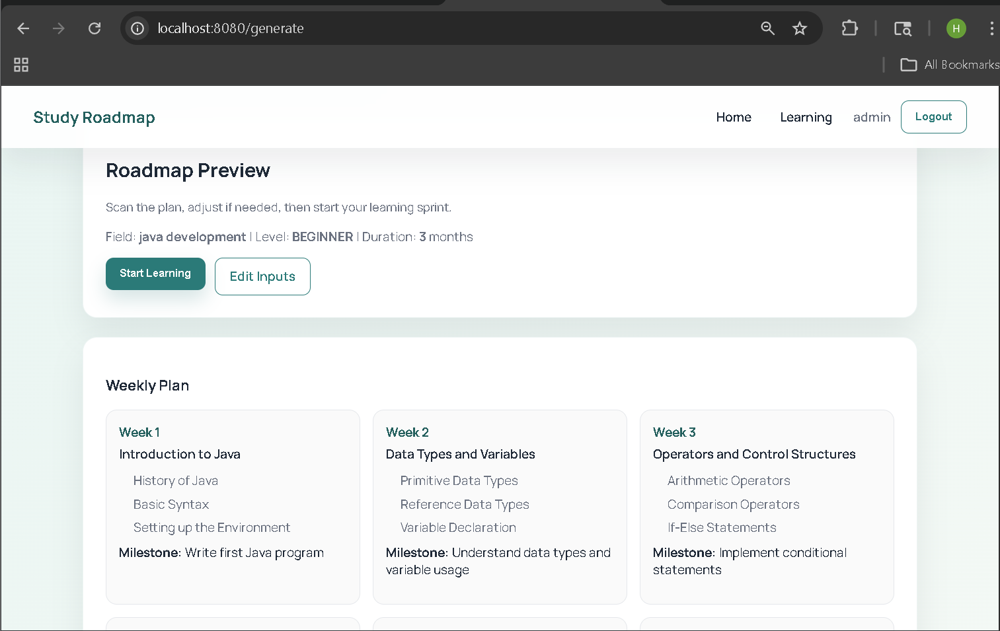 localhost:8080/generate
H
All Bookmarks
Study Roadmap
Home Learning admin Logout
Roadmap Preview
Scan the plan, adjust if needed, then start your learning sprint.
Field: java development | Level: BEGINNER | Duration: 3 months
Start Learning Edit Inputs
Weekly Plan
Week 1
Introduction to Java
History of Java
Basic Syntax
Setting up the Environment
Milestone: Write first Java program
Week 2
Data Types and Variables
Primitive Data Types
Reference Data Types
Variable Declaration
Milestone: Understand data types and
variable usage
Week 3
Operators and Control Structures
Arithmetic Operators
Comparison Operators
If-Else Statements
Milestone: Implement conditional
statements